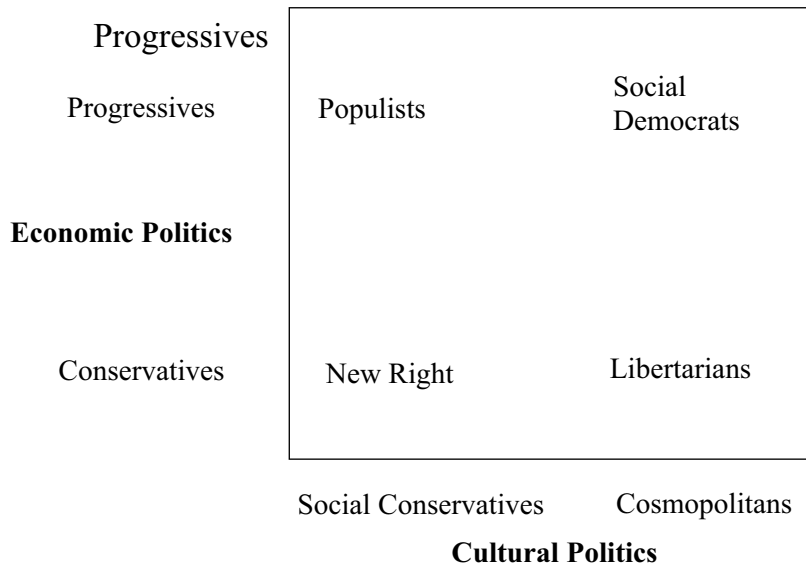 Progressives
Progressives
Populists
Social
Democrats
Economic Politics
Conservatives
New Right
Libertarians
Social Conservatives
Cosmopolitans
Cultural Politics